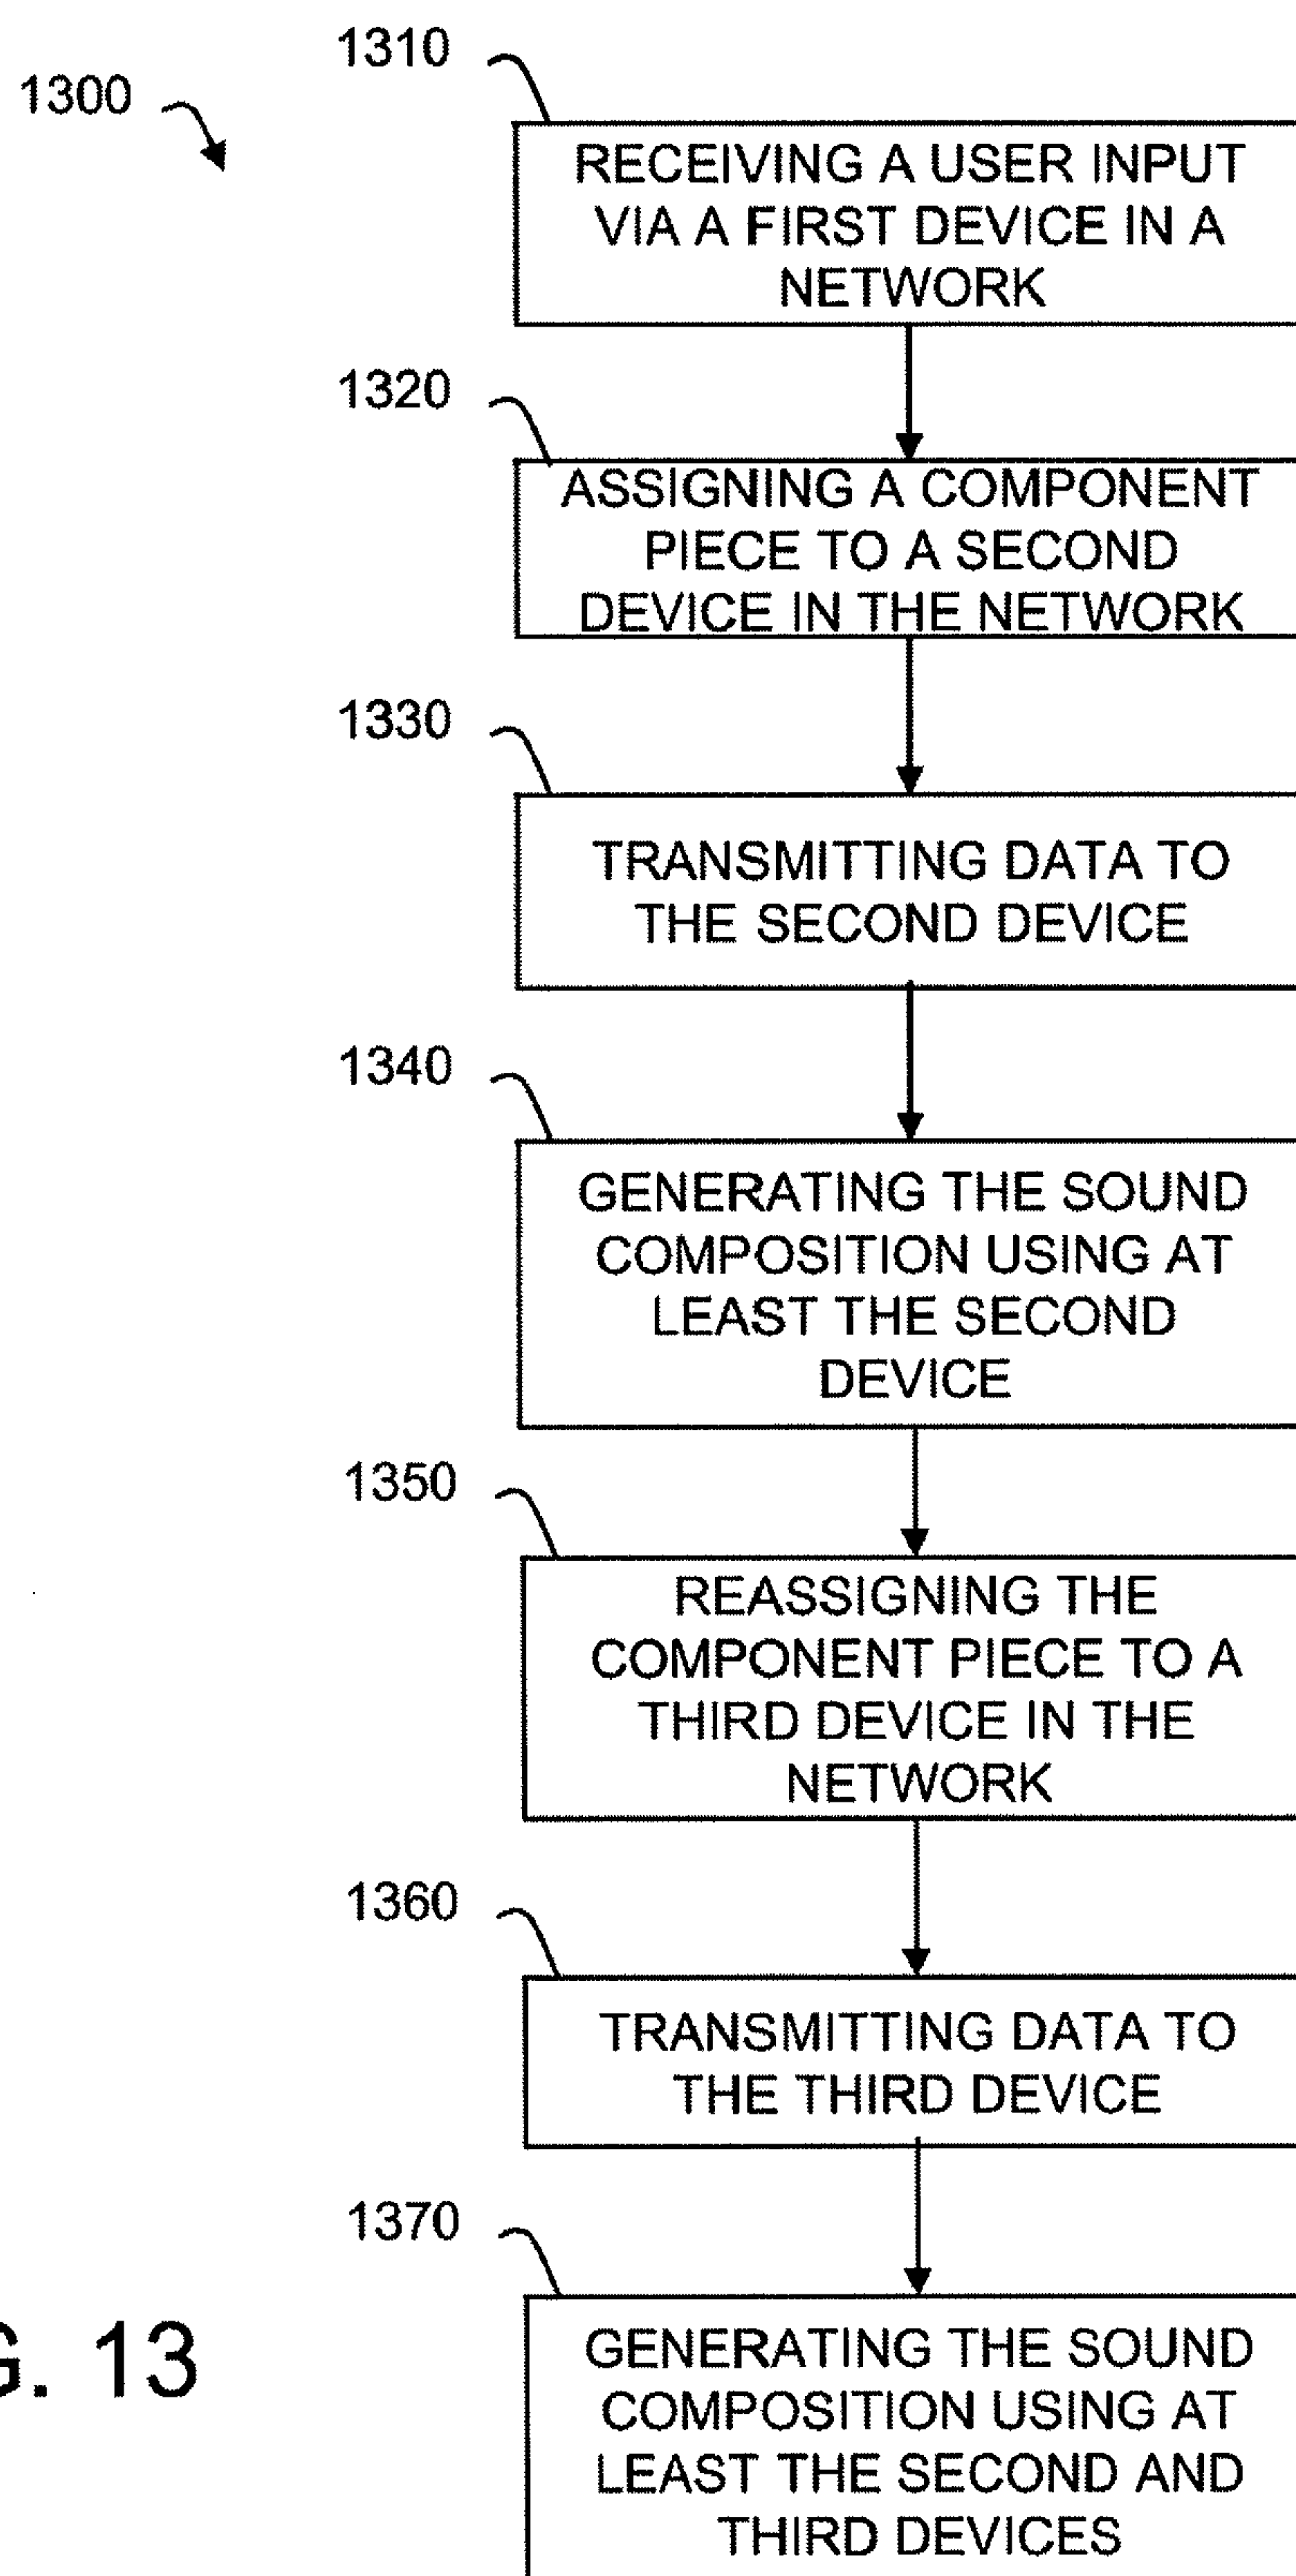 1300
1310
RECEIVING A USER INPUT
VIA A FIRST DEVICE IN A
NETWORK
1320
ASSIGNING A COMPONENT
PIECE TO A SECOND
DEVICE IN THE NETWORK
1330
TRANSMITTING DATA TO
THE SECOND DEVICE
1340
GENERATING THE SOUND
COMPOSITION USING AT
LEAST THE SECOND
DEVICE
1350
REASSIGNING THE
COMPONENT PIECE TO A
THIRD DEVICE IN THE
NETWORK
1360
TRANSMITTING DATA TO
THE THIRD DEVICE
1370
GENERATING THE SOUND
COMPOSITION USING AT
LEAST THE SECOND AND
THIRD DEVICES
G. 13